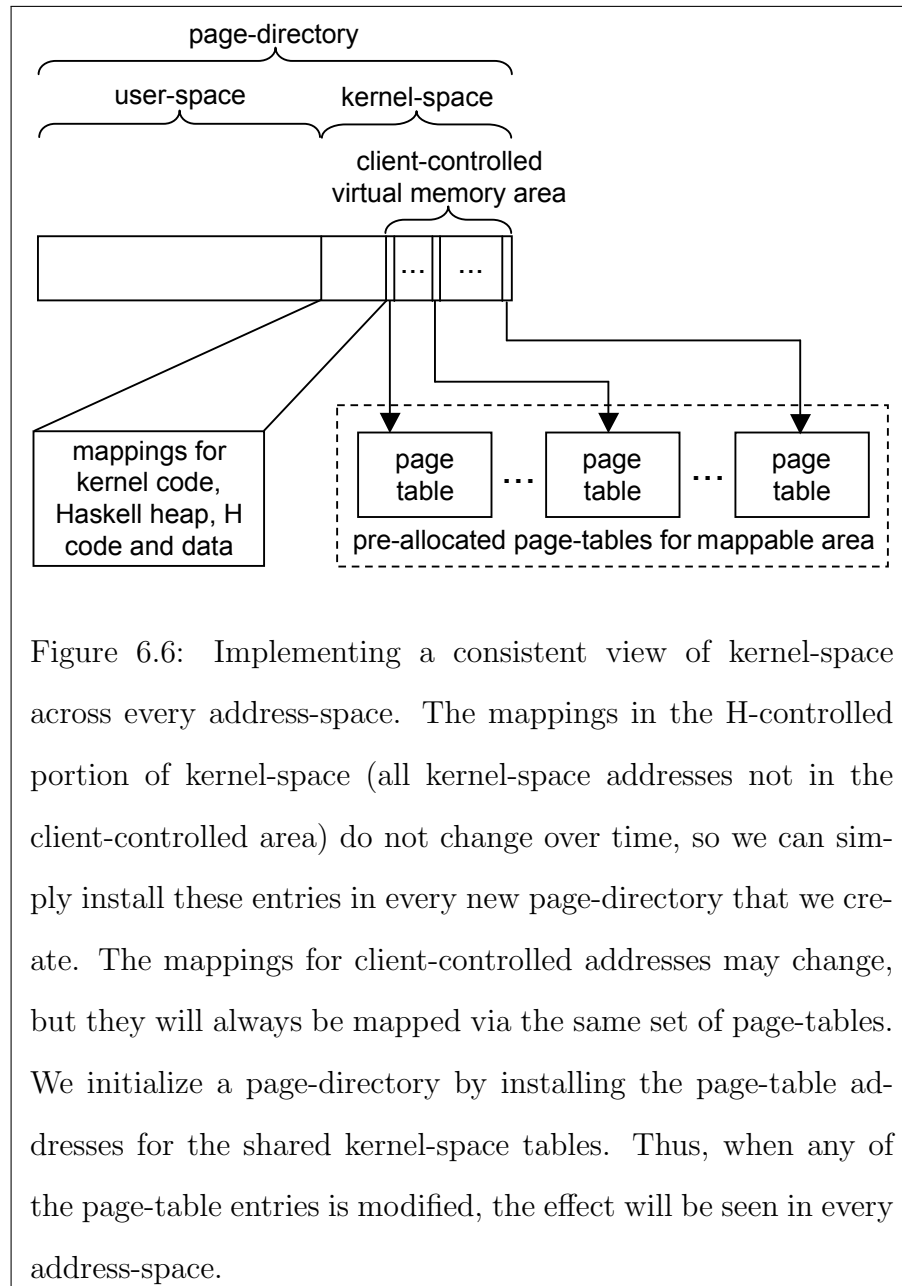 page-directory
user-space
kernel-space
client-controlled
virtual memory area
...
...
mappings for
kernel code,
Haskell heap, H
code and data
page
table
...
page
table
...
page
table
pre-allocated page-tables for mappable area
Figure 6.6: Implementing a consistent view of kernel-space
across every address-space. The mappings in the H-controlled
portion of kernel-space (all kernel-space addresses not in the
client-controlled area) do not change over time, so we can sim-
ply install these entries in every new page-directory that we cre-
ate. The mappings for client-controlled addresses may change,
but they will always be mapped via the same set of page-tables.
We initialize a page-directory by installing the page-table ad-
dresses for the shared kernel-space tables. Thus, when any of
the page-table entries is modified, the effect will be seen in every
address-space.